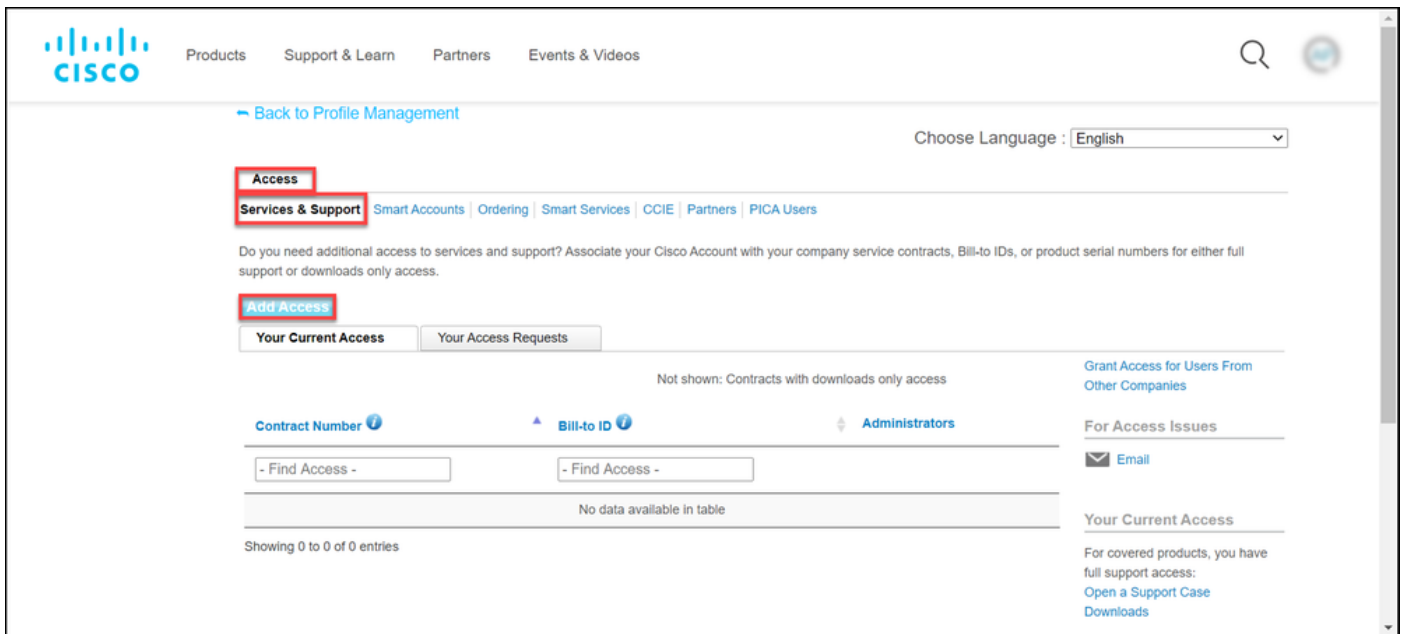 CISCO
Products Support & Learn Partners Events & Videos
Back to Profile Management
Choose Language : English
Access
Services & Support Smart Accounts Ordering Smart Services CCIE Partners PICA Users
Do you need additional access to services and support? Associate your Cisco Account with your company service contracts, Bill-to IDs, or product serial numbers for either full
support or downloads only access.
Add Access
Your Current Access Your Access Requests
Not shown: Contracts with downloads only access
Grant Access for Users From
Other Companies
Contract Number Bill-to ID Administrators
- Find Access - - Find Access -
No data available in table
Showing 0 to 0 of 0 entries
For Access Issues
Email
Your Current Access
For covered products, you have
full support access:
Open a Support Case
Downloads